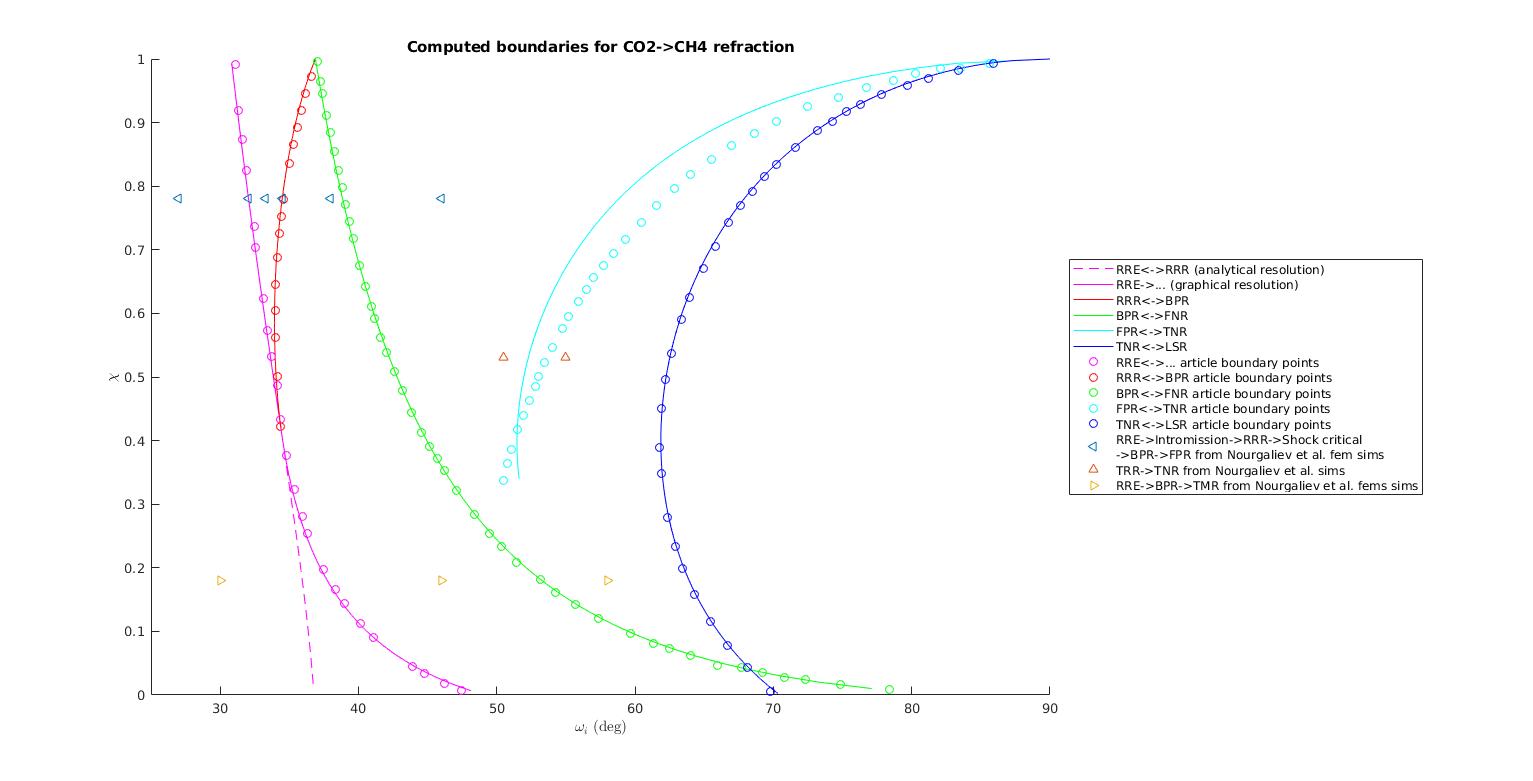 Computed boundaries for CO2->CH4 refraction
1
0.9
0.8
0.7
0.6
0.5
0.4
0.3
0.2
0.1
0
χ
30
40
50
60
70
80
90
ω_i (deg)
RRE<->RRR (analytical resolution)
RRE->... (graphical resolution)
RRR<->BPR
BPR<->FNR
FPR<->TNR
TNR<->LSR
RRE<->... article boundary points
RRR<->BPR article boundary points
BPR<->FNR article boundary points
FPR<->TNR article boundary points
TNR<->LSR article boundary points
RRE->Intromission->RRR->Shock critical
->BPR->FPR from Nourgaliev et al. fem sims
TRR->TNR from Nourgaliev et al. sims
RRE->BPR->TMR from Nourgaliev et al. fems sims